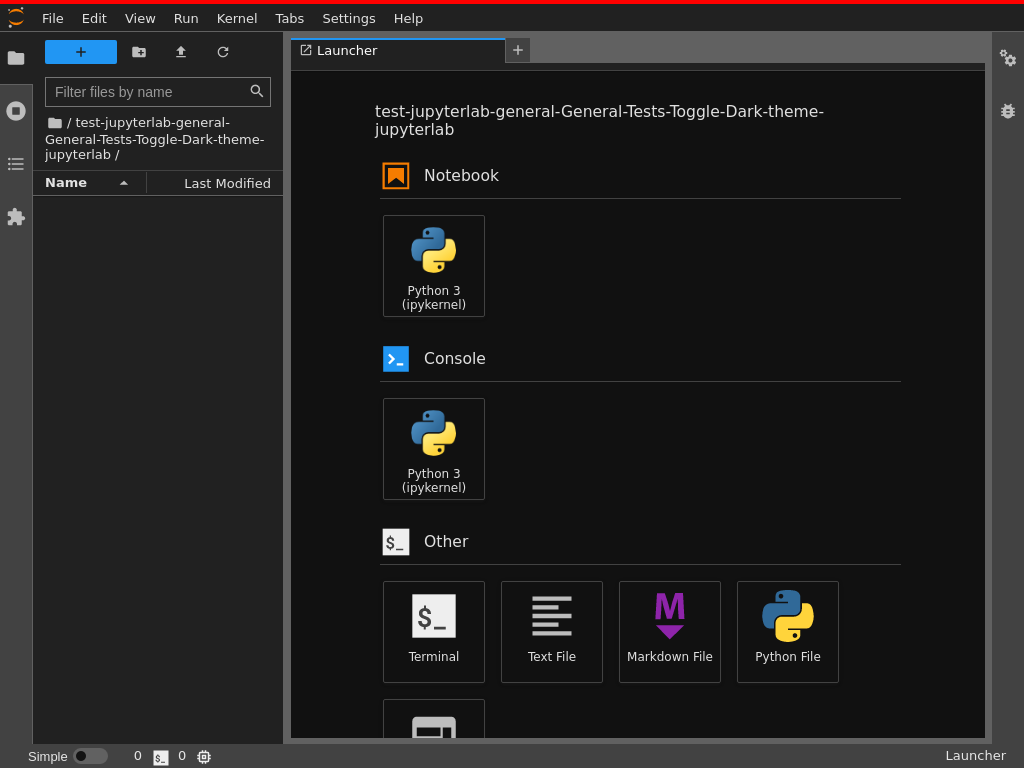 File Edit View Run Kernel Tabs Settings Help
Launcher
Filter files by name
/ test-jupyterlab-general-
General-Tests-Toggle-Dark-theme-
jupyterlab /
Name Last Modified
test-jupyterlab-general-General-Tests-Toggle-Dark-theme-
jupyterlab
Notebook
Python 3
(ipykernel)
Console
Python 3
(ipykernel)
$_ Other
$_
Terminal
Text File
M
Markdown File
Python File
Simple 0 $_ 0 Launcher